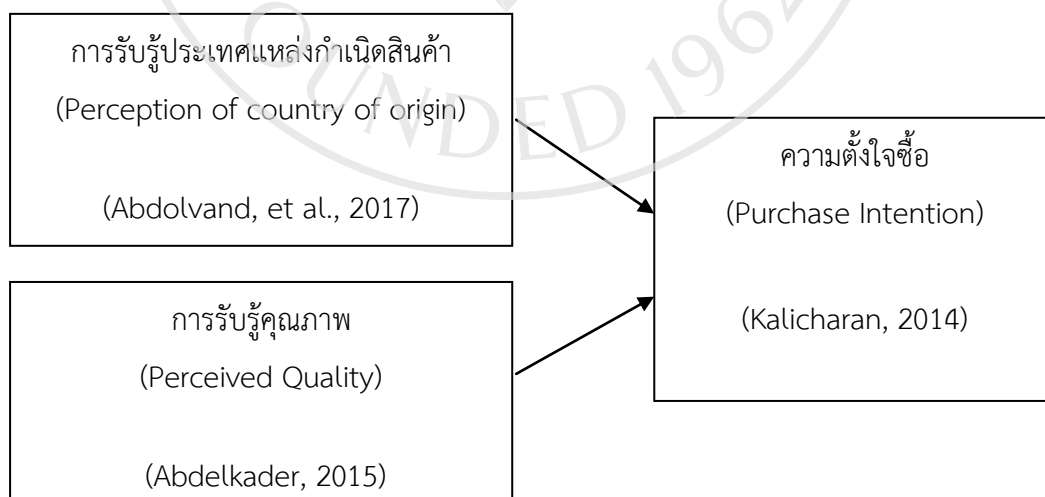 การรับรู้ประเทศแหล่งกำเนิดสินค้า
(Perception of country of origin)
(Abdolvand, et al., 2017)
การรับรู้คุณภาพ
(Perceived Quality)
(Abdelkader, 2015)
ความตั้งใจซื้อ
(Purchase Intention)
(Kalicharan, 2014)